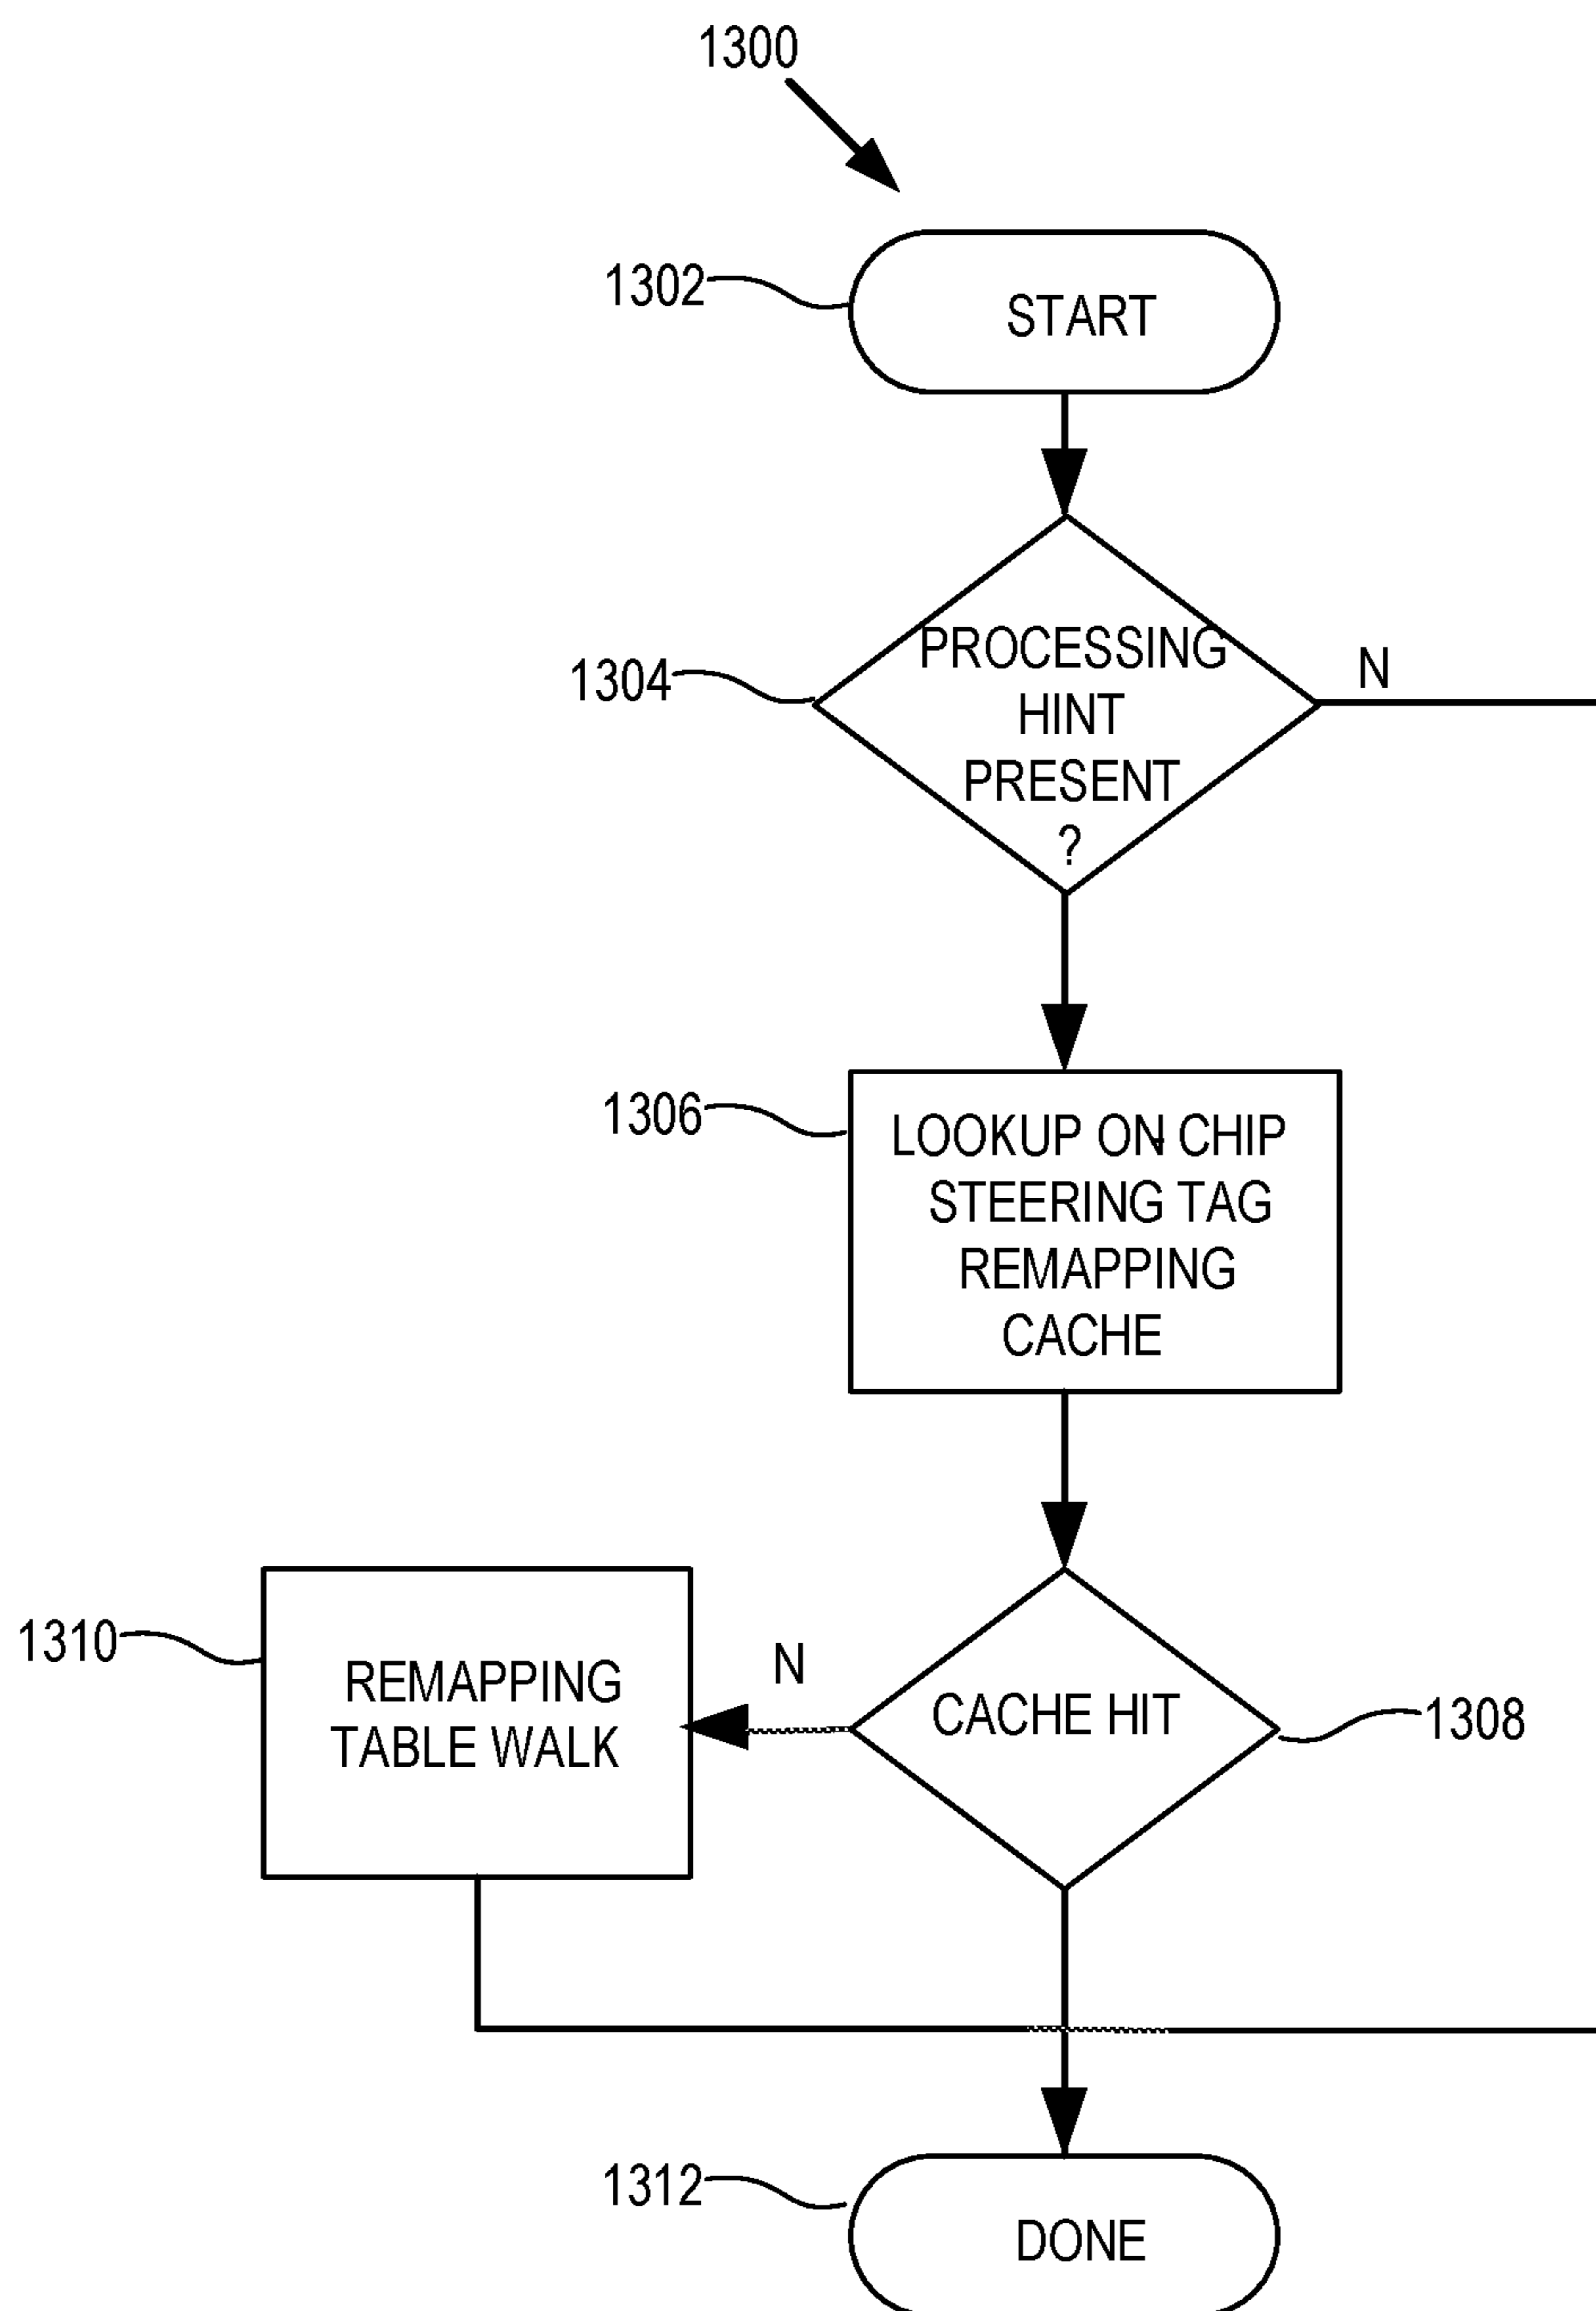 1300
1302
START
1304
PROCESSING
HINT
PRESENT
?
N
1306
LOOKUP ON CHIP
STEERING TAG
REMAPPING
CACHE
1310
REMAPPING
TABLE WALK
N
CACHE HIT
1308
1312
DONE